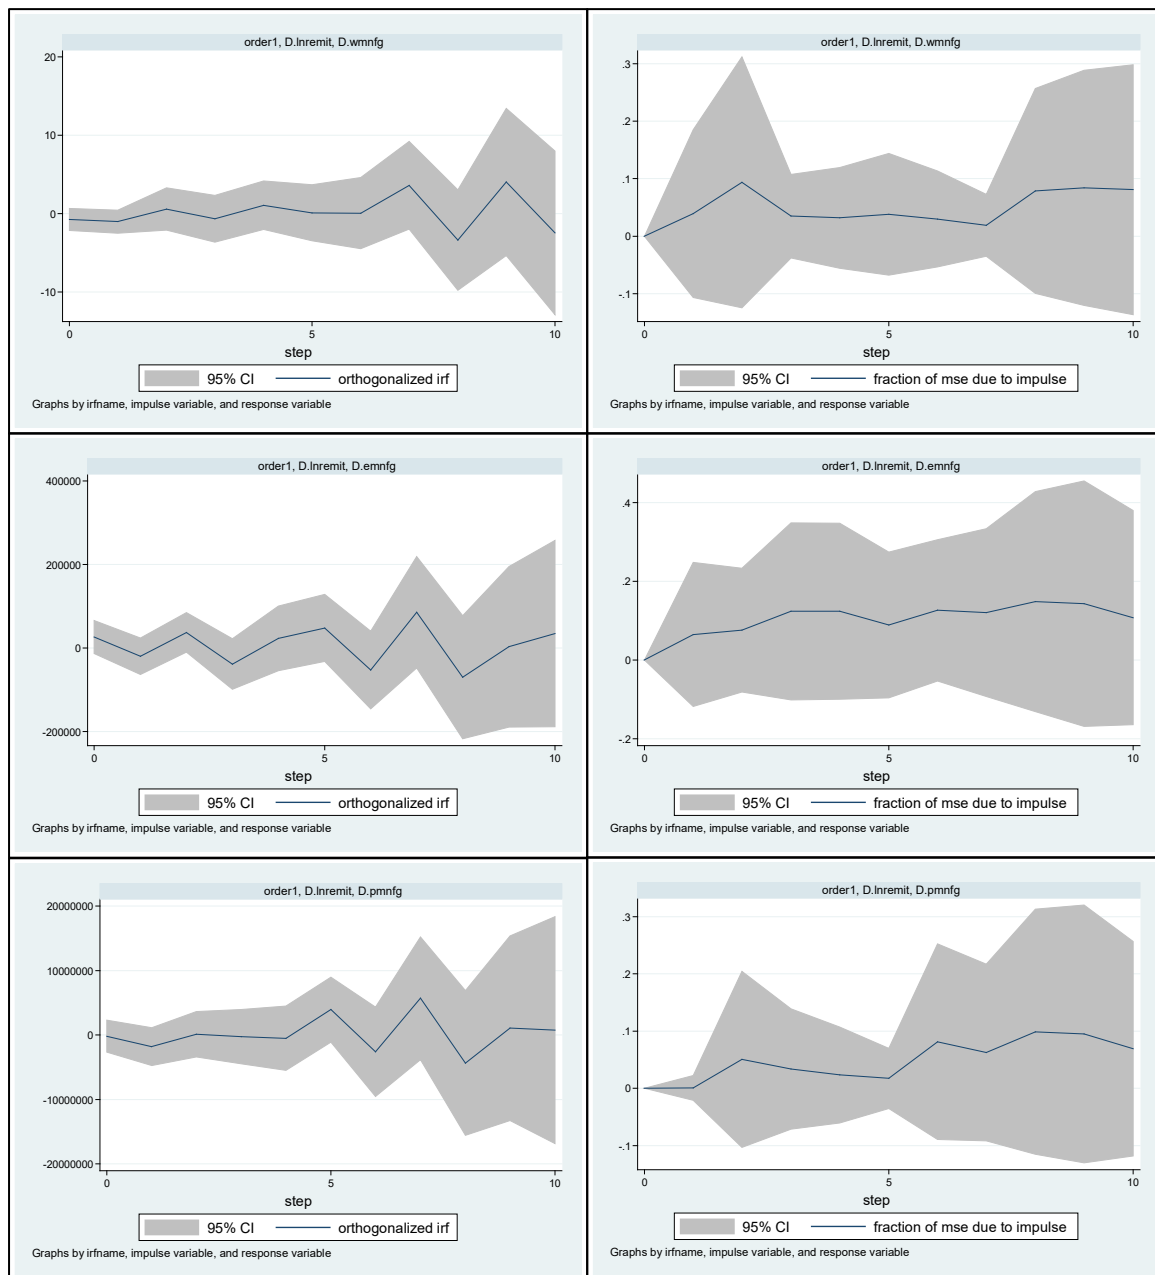 order1, D.lnremit, D.wmnfg
20
10
0
-10
0
5
10
step
95% CI
orthogonalized irf
Graphs by irfname, impulse variable, and response variable
order1, D.lnremit, D.wmnfg
.3
.2
.1
0
-.1
0
5
10
step
95% CI
fraction of mse due to impulse
Graphs by irfname, impulse variable, and response variable
order1, D.lnremit, D.emnfg
400000
200000
0
-200000
0
5
10
step
95% CI
orthogonalized irf
Graphs by irfname, impulse variable, and response variable
order1, D.lnremit, D.emnfg
.4
.2
0
-.2
0
5
10
step
95% CI
fraction of mse due to impulse
Graphs by irfname, impulse variable, and response variable
order1, D.lnremit, D.pmnfg
20000000
10000000
0
-10000000
-20000000
0
5
10
step
95% CI
orthogonalized irf
Graphs by irfname, impulse variable, and response variable
order1, D.lnremit, D.pmnfg
.3
.2
.1
0
-.1
0
5
10
step
95% CI
fraction of mse due to impulse
Graphs by irfname, impulse variable, and response variable